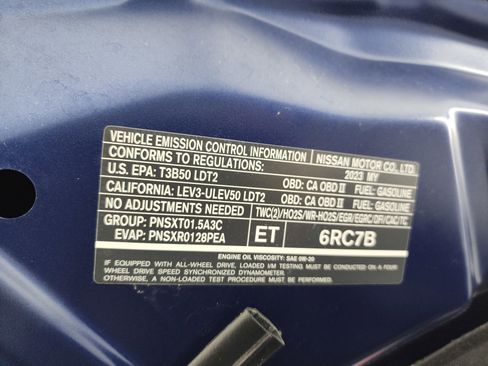 VEHICLE EMISSION CONTROL INFORMATION NISSAN MOTOR CO., LTD.
CONFORMS TO REGULATIONS: 2023 MY
U.S. EPA: T3B50 LDT2 OBD: CA OBD II FUEL: GASOLINE
CALIFORNIA: LEV3-ULEV50 LDT2 OBD: CA OBD II FUEL: GASOLINE
NO ADJUSTMENTS NEEDED TWC(2)/HO2S/WR-HO2S/EGR/EGRC/DFI/CAC/TC
GROUP: PNSXT01.5A3C
EVAP: PNSXR0128PEA ET 6RC7B
ENGINE OIL VISCOSITY: SAE 0W-20
IF EQUIPPED WITH ALL-WHEEL DRIVE, LOADED I/M TESTING MUST BE CONDUCTED ON A FOUR
WHEEL DRIVE SPEED SYNCHRONIZED DYNAMOMETER.
OTHERWISE, A NON-LOADED TEST PROCEDURE MUST BE PERFORMED.